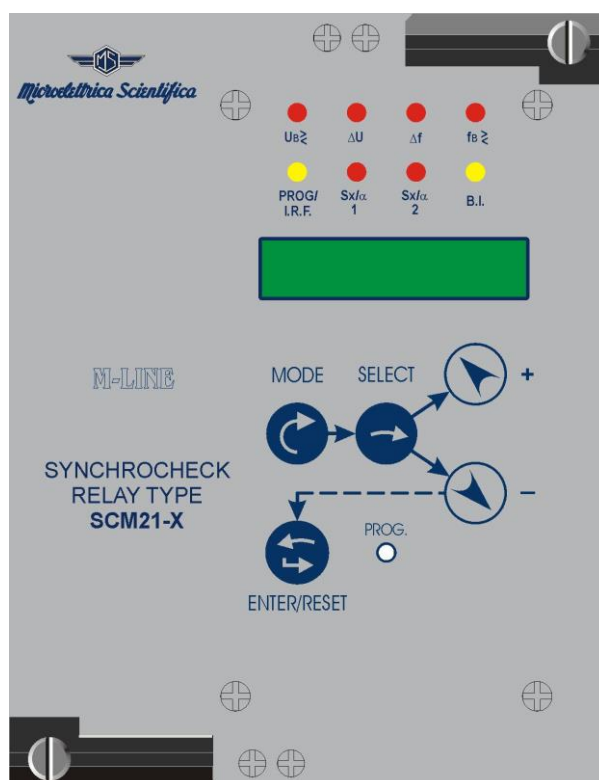 MS
Microelettrica Scientifica
UB≷ ΔU Δf fB≷
PROG/ I.R.F. Sx/α 1 Sx/α 2 B.I.
M-LINE
MODE SELECT +
SYNCHROCHECK
RELAY TYPE
SCM21-X
−
PROG.
ENTER/RESET